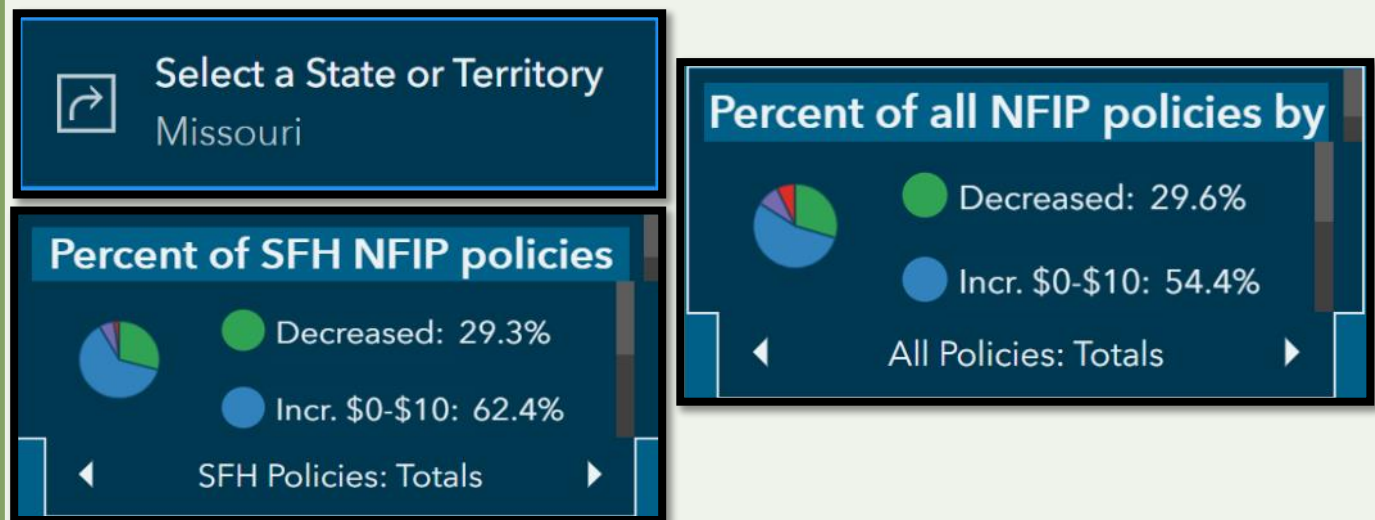 Select a State or Territory
Missouri
Percent of SFH NFIP policies
Decreased: 29.3%
Incr. $0-$10: 62.4%
SFH Policies: Totals
Percent of all NFIP policies by
Decreased: 29.6%
Incr. $0-$10: 54.4%
All Policies: Totals